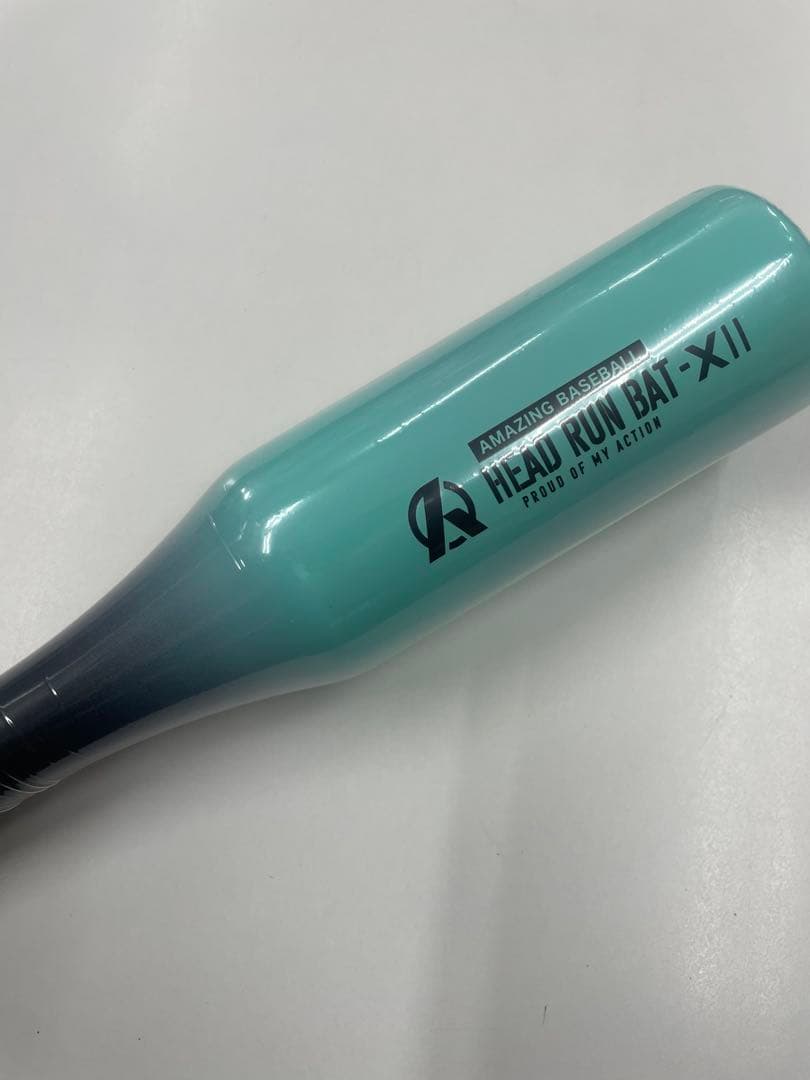 AMAZING BASEBALL
HEAD RUN BAT-XII
PROUD OF MY ACTION